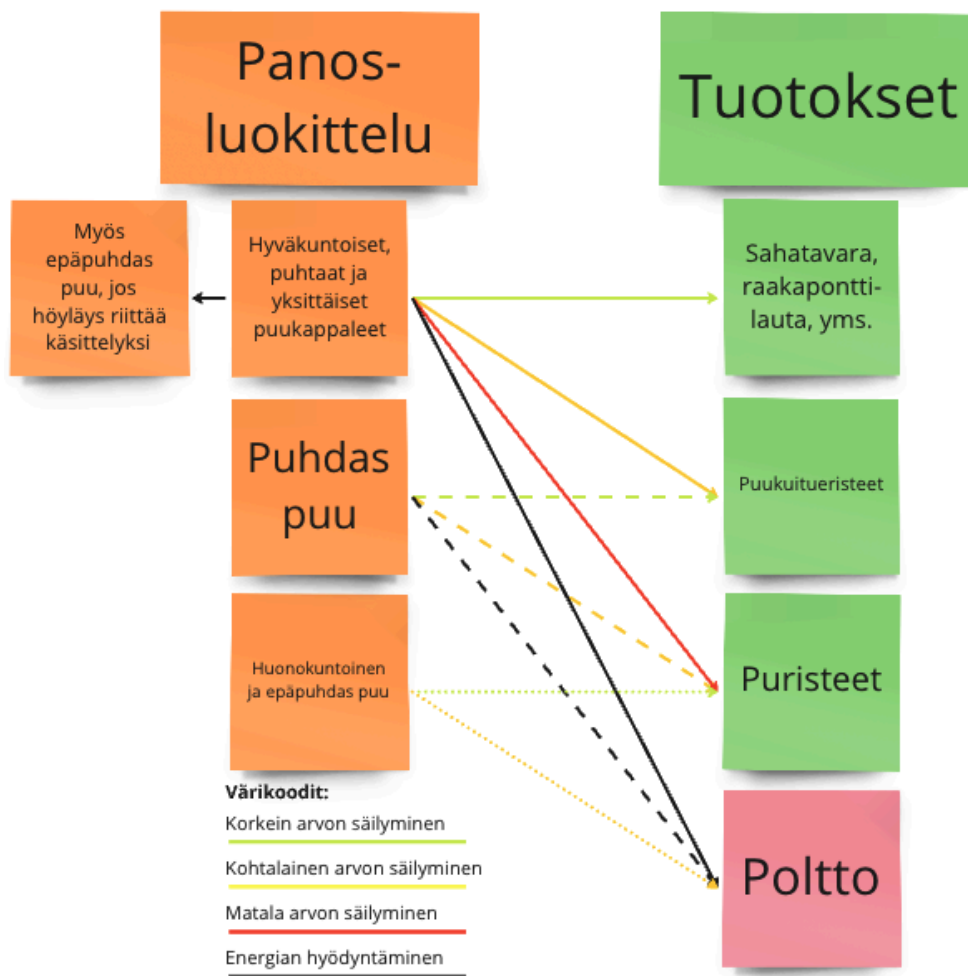 Panos-
luokittelu
Tuotokset
Myös
epäpuhdas
puu, jos
höyläys riittää
käsittelyksi
Hyväkuntoiset,
puhtaat ja
yksittäiset
puukappaleet
Sahatavara,
raakapontti-
lauta, yms.
Puhdas
puu
Puukuitueristeet
Huonokuntoinen
ja epäpuhdas puu
Puristeet
Poltto
Värikoodit:
Korkein arvon säilyminen
Kohtalainen arvon säilyminen
Matala arvon säilyminen
Energian hyödyntäminen